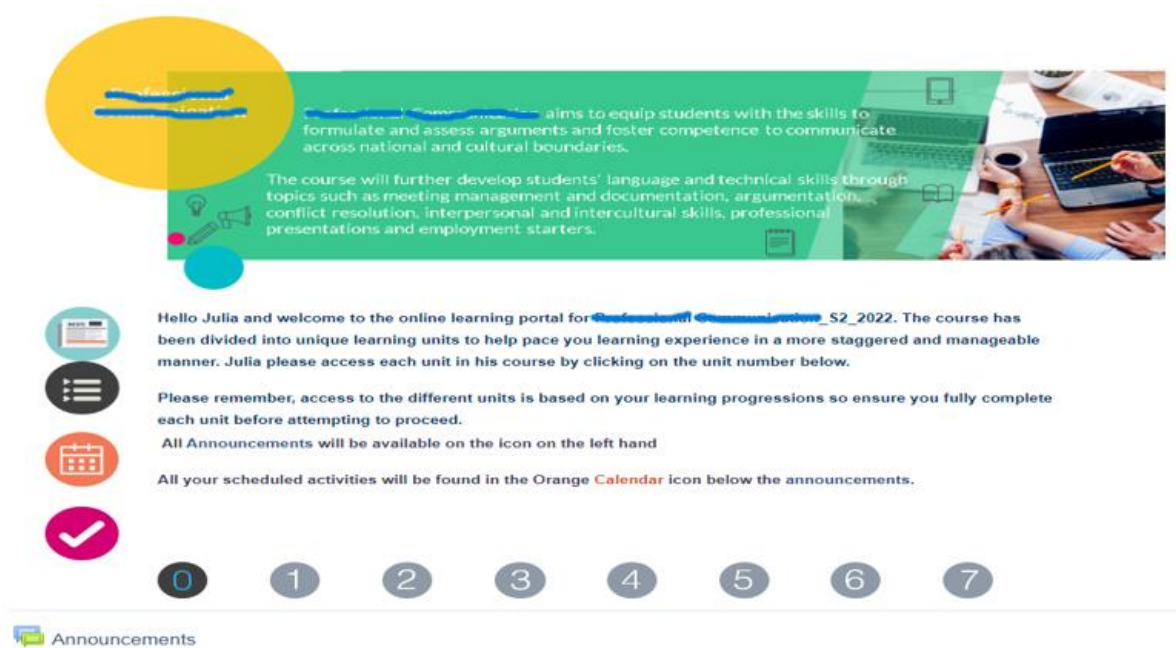 aims to equip students with the skills to
formulate and assess arguments and foster competence to communicate
across national and cultural boundaries.
The course will further develop students' language and technical skills through
topics such as meeting management and documentation, argumentation,
conflict resolution, interpersonal and intercultural skills, professional
presentations and employment starters.
Hello Julia and welcome to the online learning portal for _S2_2022. The course has
been divided into unique learning units to help pace you learning experience in a more staggered and manageable
manner. Julia please access each unit in his course by clicking on the unit number below.
Please remember, access to the different units is based on your learning progressions so ensure you fully complete
each unit before attempting to proceed.
All Announcements will be available on the icon on the left hand
All your scheduled activities will be found in the Orange Calendar icon below the announcements.
0 1 2 3 4 5 6 7
Announcements